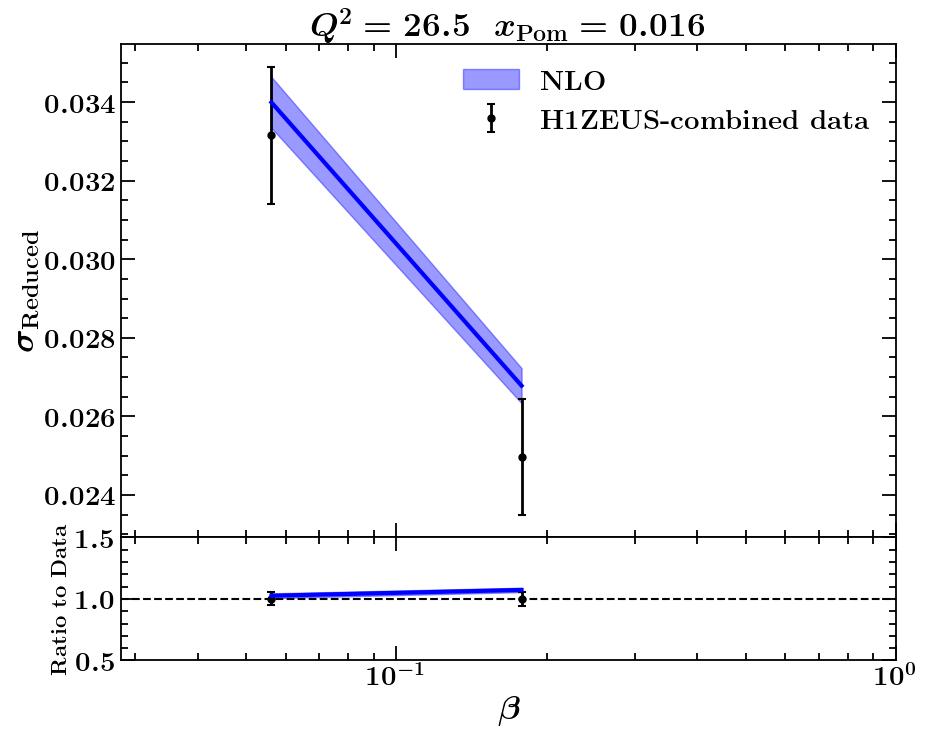 Q² = 26.5 x_Pom = 0.016
NLO
H1ZEUS-combined data
σ_Reduced
0.034
0.032
0.030
0.028
0.026
0.024
Ratio to Data
1.5
1.0
0.5
10⁻¹
10⁰
β